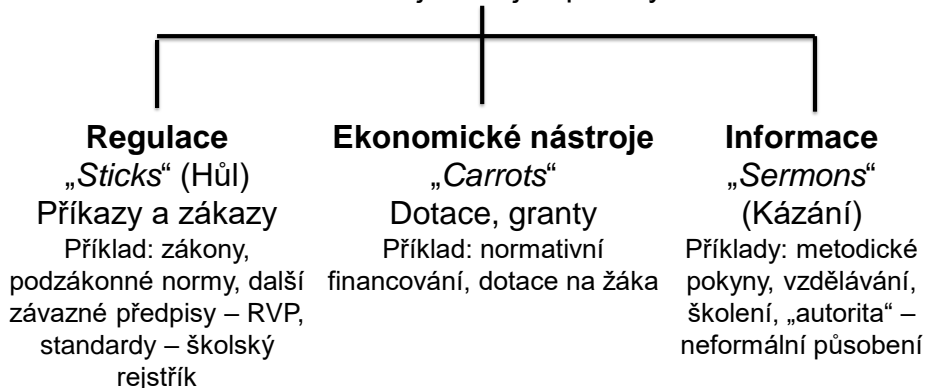 Regulace
„Sticks“ (Hůl)
Příkazy a zákazy
Příklad: zákony,
podzákonné normy, další
závazné předpisy – RVP,
standardy – školský
rejstřík
Ekonomické nástroje
„Carrots“
Dotace, granty
Příklad: normativní
financování, dotace na žáka
Informace
„Sermons“
(Kázání)
Příklady: metodické
pokyny, vzdělávání,
školení, „autorita“ –
neformální působení